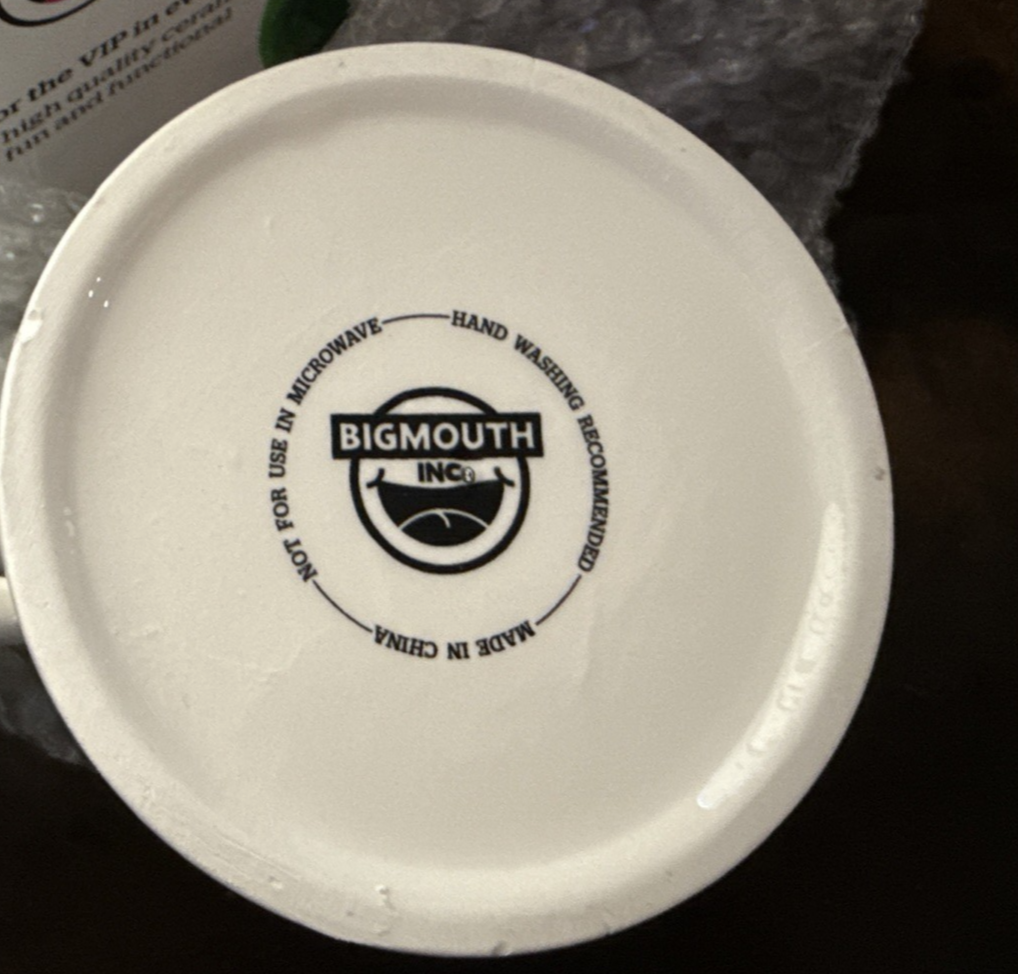 or the VIP in
high quality
fun and functional
NOT FOR USE IN MICROWAVE
HAND WASHING RECOMMENDED
BIGMOUTH
INC
MADE IN CHINA